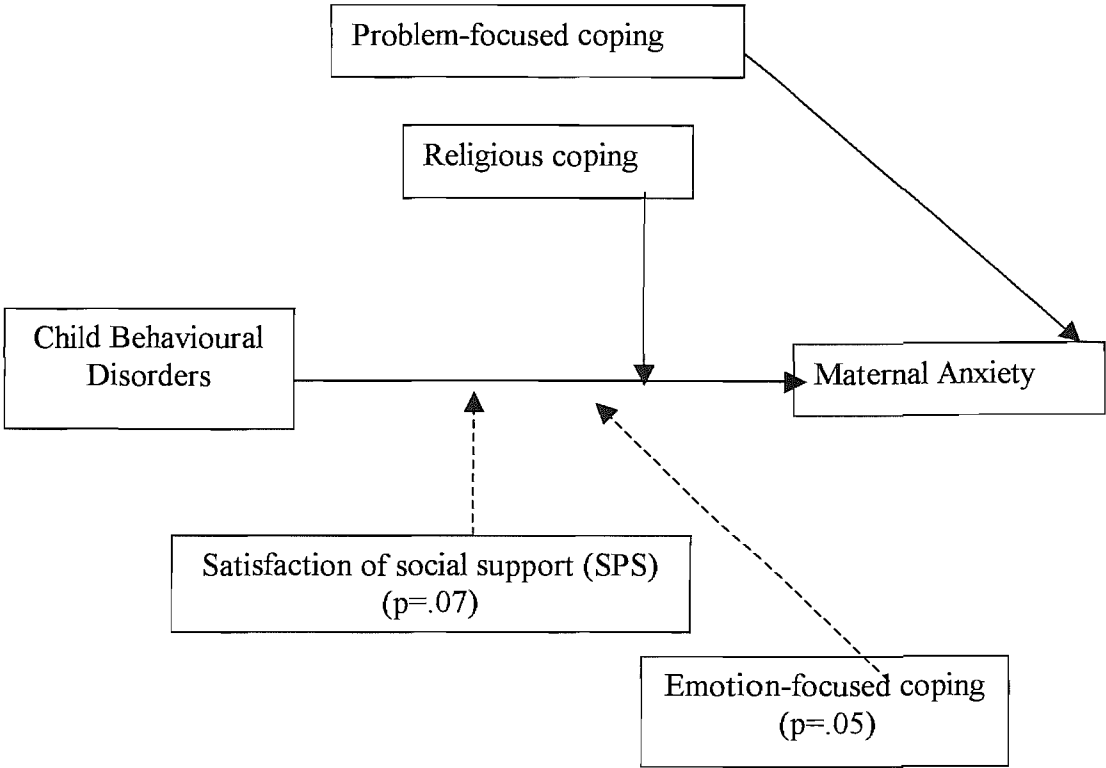 Problem-focused coping
Religious coping
Child Behavioural
Disorders
Maternal Anxiety
Satisfaction of social support (SPS)
(p=.07)
Emotion-focused coping
(p=.05)